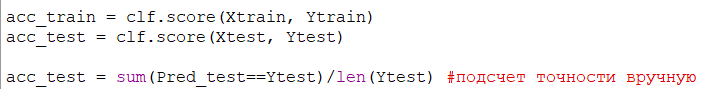 acc_train = clf.score(Xtrain, Ytrain)
acc_test = clf.score(Xtest, Ytest)
acc_test = sum(Pred_test==Ytest)/len(Ytest) #подсчет точности вручную